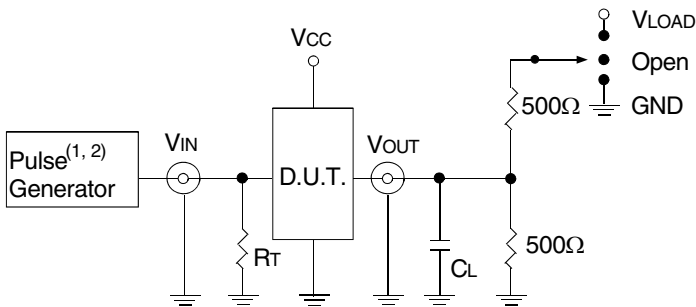 VLOAD
VCC
Open
500Ω
GND
Pulse(1, 2)
Generator
VIN
D.U.T.
VOUT
RT
CL
500Ω